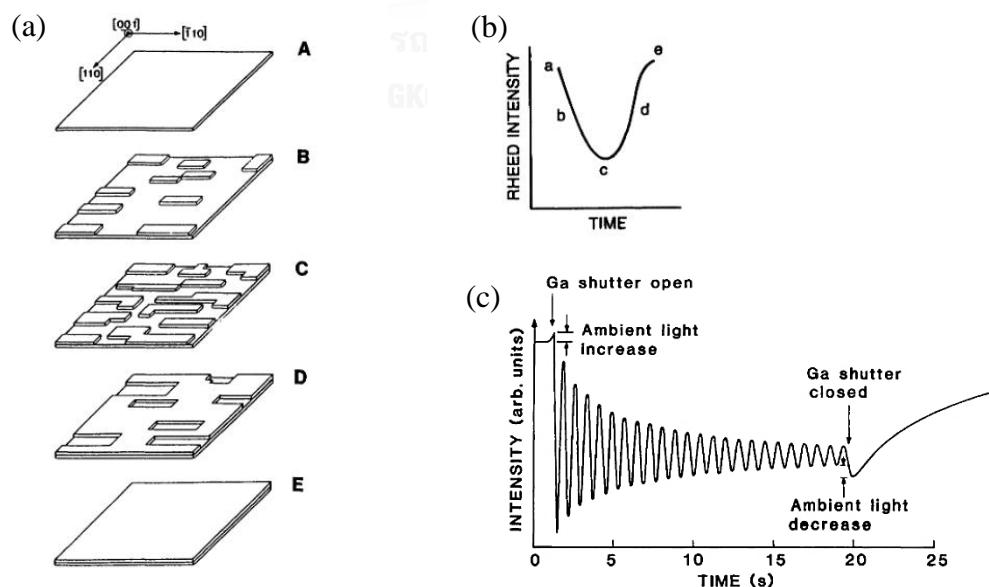 (a)
[001̄]
[1̄10]
[110]
A
B
C
D
E
(b)
RHEED INTENSITY
a
b
c
d
e
TIME
(c)
Ga shutter open
Ambient light
increase
Ga shutter
closed
Ambient light
decrease
INTENSITY (arb. units)
0
5
10
15
20
25
TIME (s)